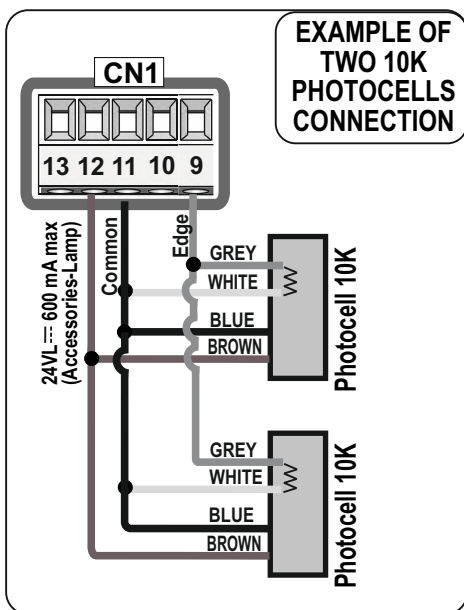 EXAMPLE OF
TWO 10K
PHOTOCELLS
CONNECTION
CN1
13 12 11 10 9
24VL⎓ 600 mA max
(Accessories-Lamp)
Common
Edge
GREY
WHITE
BLUE
BROWN
Photocell 10K
GREY
WHITE
BLUE
BROWN
Photocell 10K